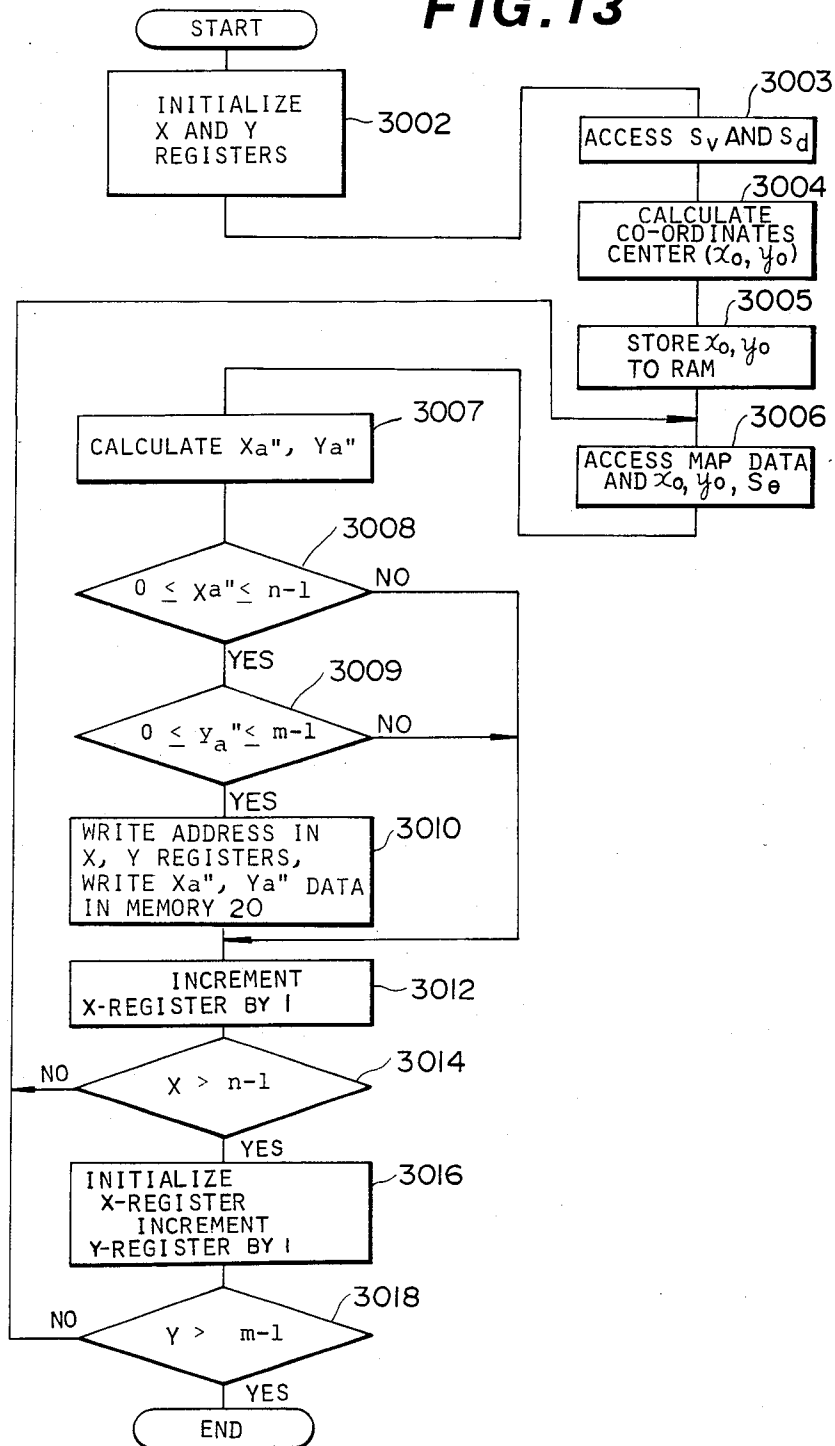 FIG.13
START
INITIALIZE
X AND Y
REGISTERS
3002
3003
ACCESS Sv AND Sd
3004
CALCULATE
CO-ORDINATES
CENTER (x0, y0)
3005
STORE x0, y0
TO RAM
3006
ACCESS MAP DATA
AND x0, y0, Sθ
3007
CALCULATE Xa", Ya"
3008
0 ≤ Xa" ≤ n-1
NO
YES
3009
0 ≤ ya" ≤ m-1
NO
YES
3010
WRITE ADDRESS IN
X, Y REGISTERS,
WRITE Xa", Ya" DATA
IN MEMORY 20
INCREMENT
X-REGISTER BY 1
3012
3014
NO
X > n-1
YES
3016
INITIALIZE
X-REGISTER
INCREMENT
Y-REGISTER BY 1
3018
NO
Y > m-1
YES
END